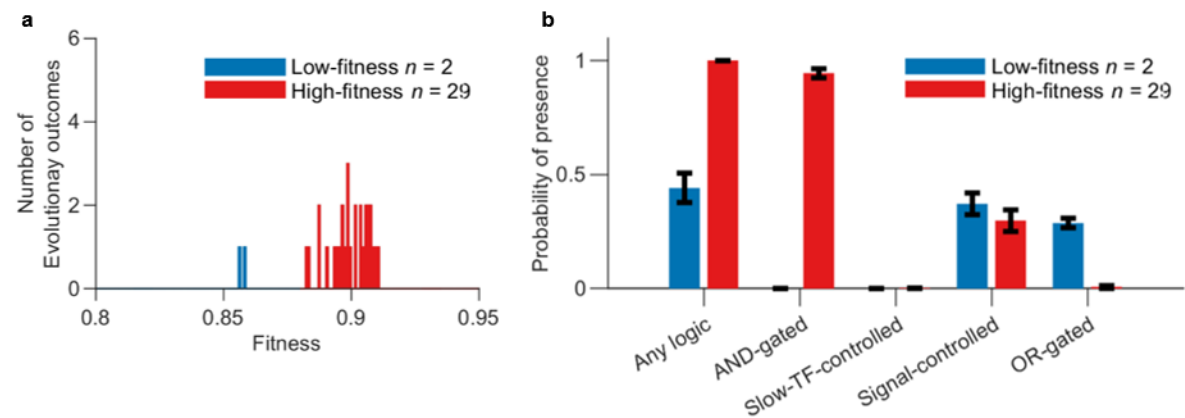 a
6
4
2
0
Number of
Evolutionay outcomes
Low-fitness n = 2
High-fitness n = 29
0.8
0.85
0.9
0.95
Fitness
b
1
0.5
0
Probability of presence
Low-fitness n = 2
High-fitness n = 29
Any logic
AND-gated
Slow-TF-controlled
Signal-controlled
OR-gated